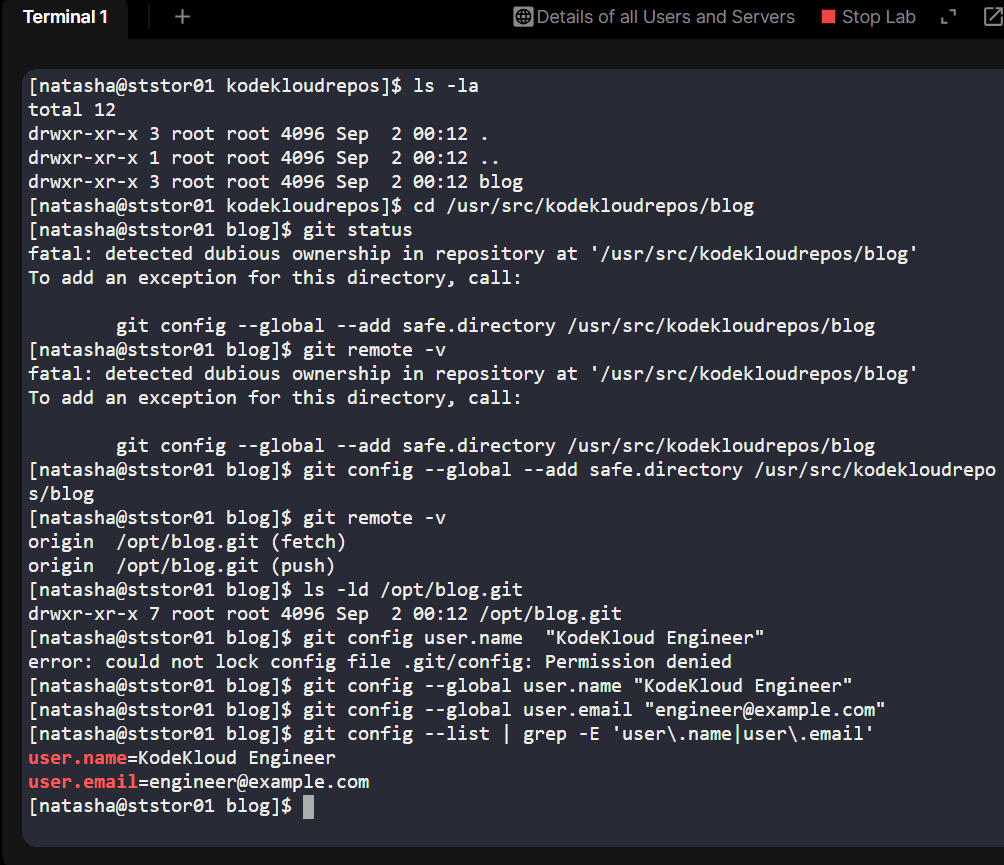 Terminal 1 + Details of all Users and Servers Stop Lab
[natasha@ststor01 kodekloudrepos]$ ls -la
total 12
drwxr-xr-x 3 root root 4096 Sep  2 00:12 .
drwxr-xr-x 1 root root 4096 Sep  2 00:12 ..
drwxr-xr-x 3 root root 4096 Sep  2 00:12 blog
[natasha@ststor01 kodekloudrepos]$ cd /usr/src/kodekloudrepos/blog
[natasha@ststor01 blog]$ git status
fatal: detected dubious ownership in repository at '/usr/src/kodekloudrepos/blog'
To add an exception for this directory, call:

        git config --global --add safe.directory /usr/src/kodekloudrepos/blog
[natasha@ststor01 blog]$ git remote -v
fatal: detected dubious ownership in repository at '/usr/src/kodekloudrepos/blog'
To add an exception for this directory, call:

        git config --global --add safe.directory /usr/src/kodekloudrepos/blog
[natasha@ststor01 blog]$ git config --global --add safe.directory /usr/src/kodekloudrepo
s/blog
[natasha@ststor01 blog]$ git remote -v
origin  /opt/blog.git (fetch)
origin  /opt/blog.git (push)
[natasha@ststor01 blog]$ ls -ld /opt/blog.git
drwxr-xr-x 7 root root 4096 Sep  2 00:12 /opt/blog.git
[natasha@ststor01 blog]$ git config user.name  "KodeKloud Engineer"
error: could not lock config file .git/config: Permission denied
[natasha@ststor01 blog]$ git config --global user.name "KodeKloud Engineer"
[natasha@ststor01 blog]$ git config --global user.email "engineer@example.com"
[natasha@ststor01 blog]$ git config --list | grep -E 'user\.name|user\.email'
user.name=KodeKloud Engineer
user.email=engineer@example.com
[natasha@ststor01 blog]$